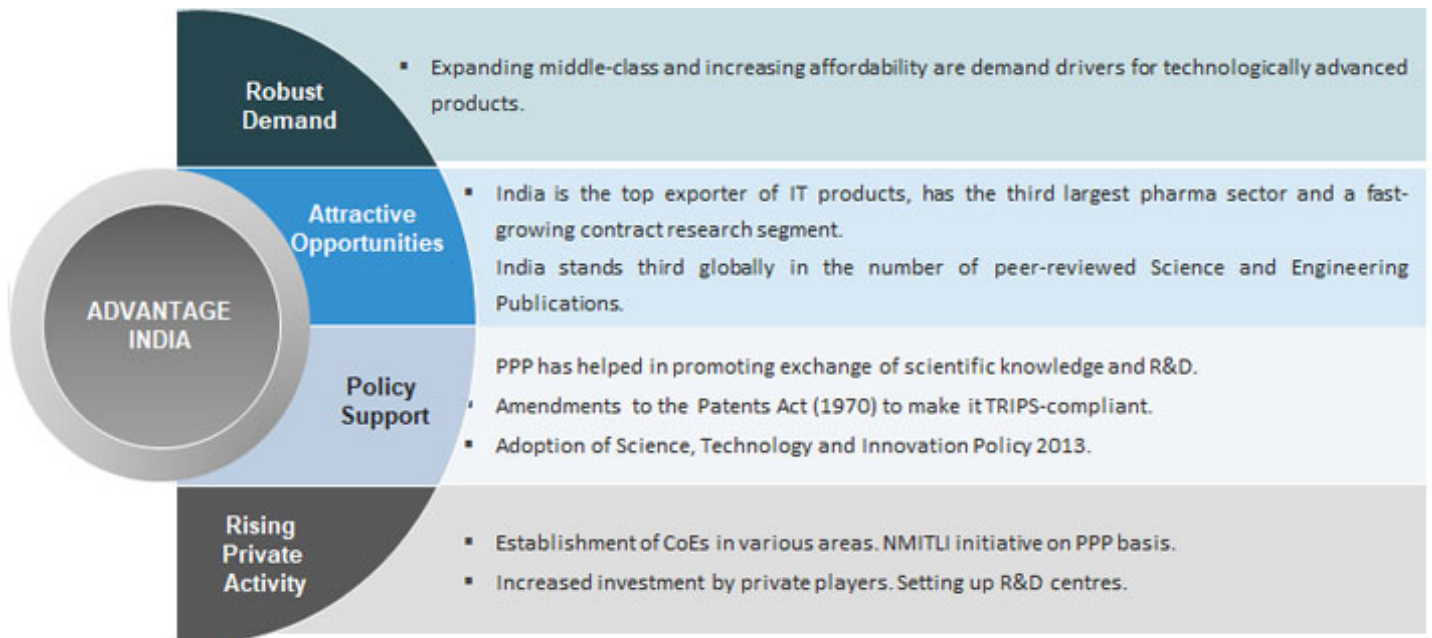 Robust
Demand
▪ Expanding middle-class and increasing affordability are demand drivers for technologically advanced
products.
ADVANTAGE
INDIA
Attractive
Opportunities
▪ India is the top exporter of IT products, has the third largest pharma sector and a fast-
growing contract research segment.
India stands third globally in the number of peer-reviewed Science and Engineering
Publications.
Policy
Support
PPP has helped in promoting exchange of scientific knowledge and R&D.
▪ Amendments to the Patents Act (1970) to make it TRIPS-compliant.
▪ Adoption of Science, Technology and Innovation Policy 2013.
Rising
Private
Activity
▪ Establishment of CoEs in various areas. NMITLI initiative on PPP basis.
▪ Increased investment by private players. Setting up R&D centres.